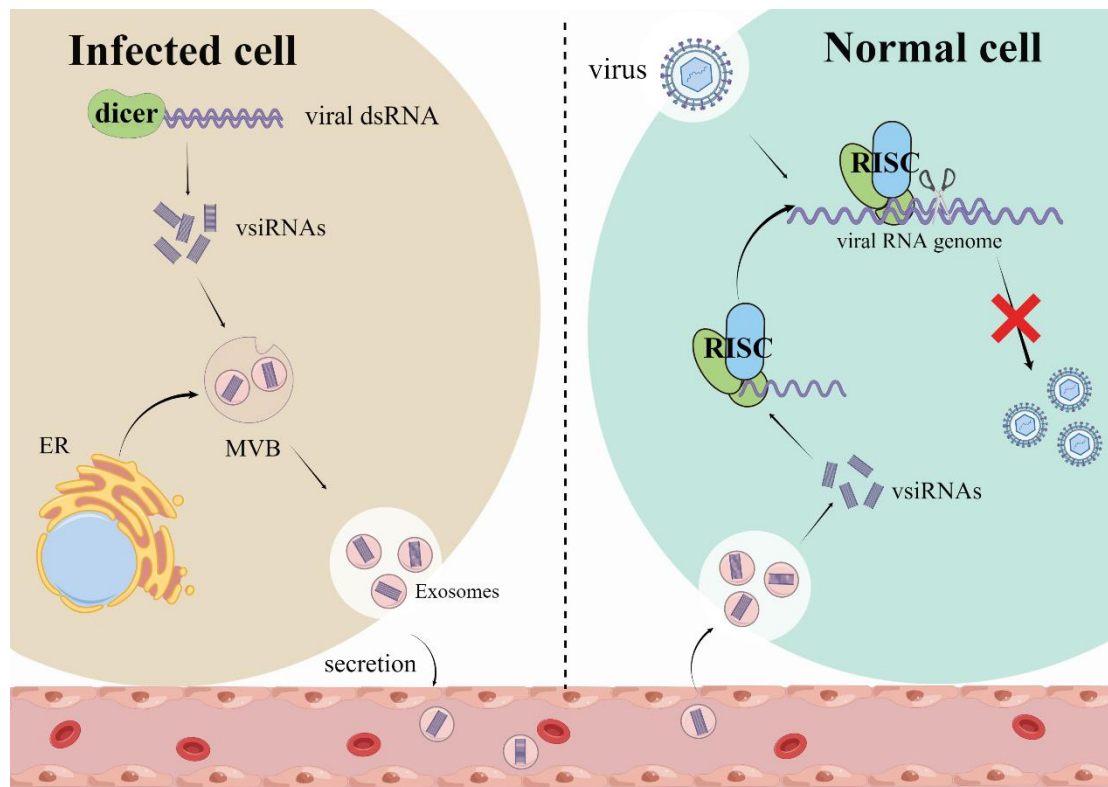 Infected cell
dicer
viral dsRNA
vsiRNAs
ER
MVB
Exosomes
secretion
Normal cell
virus
RISC
viral RNA genome
RISC
vsiRNAs